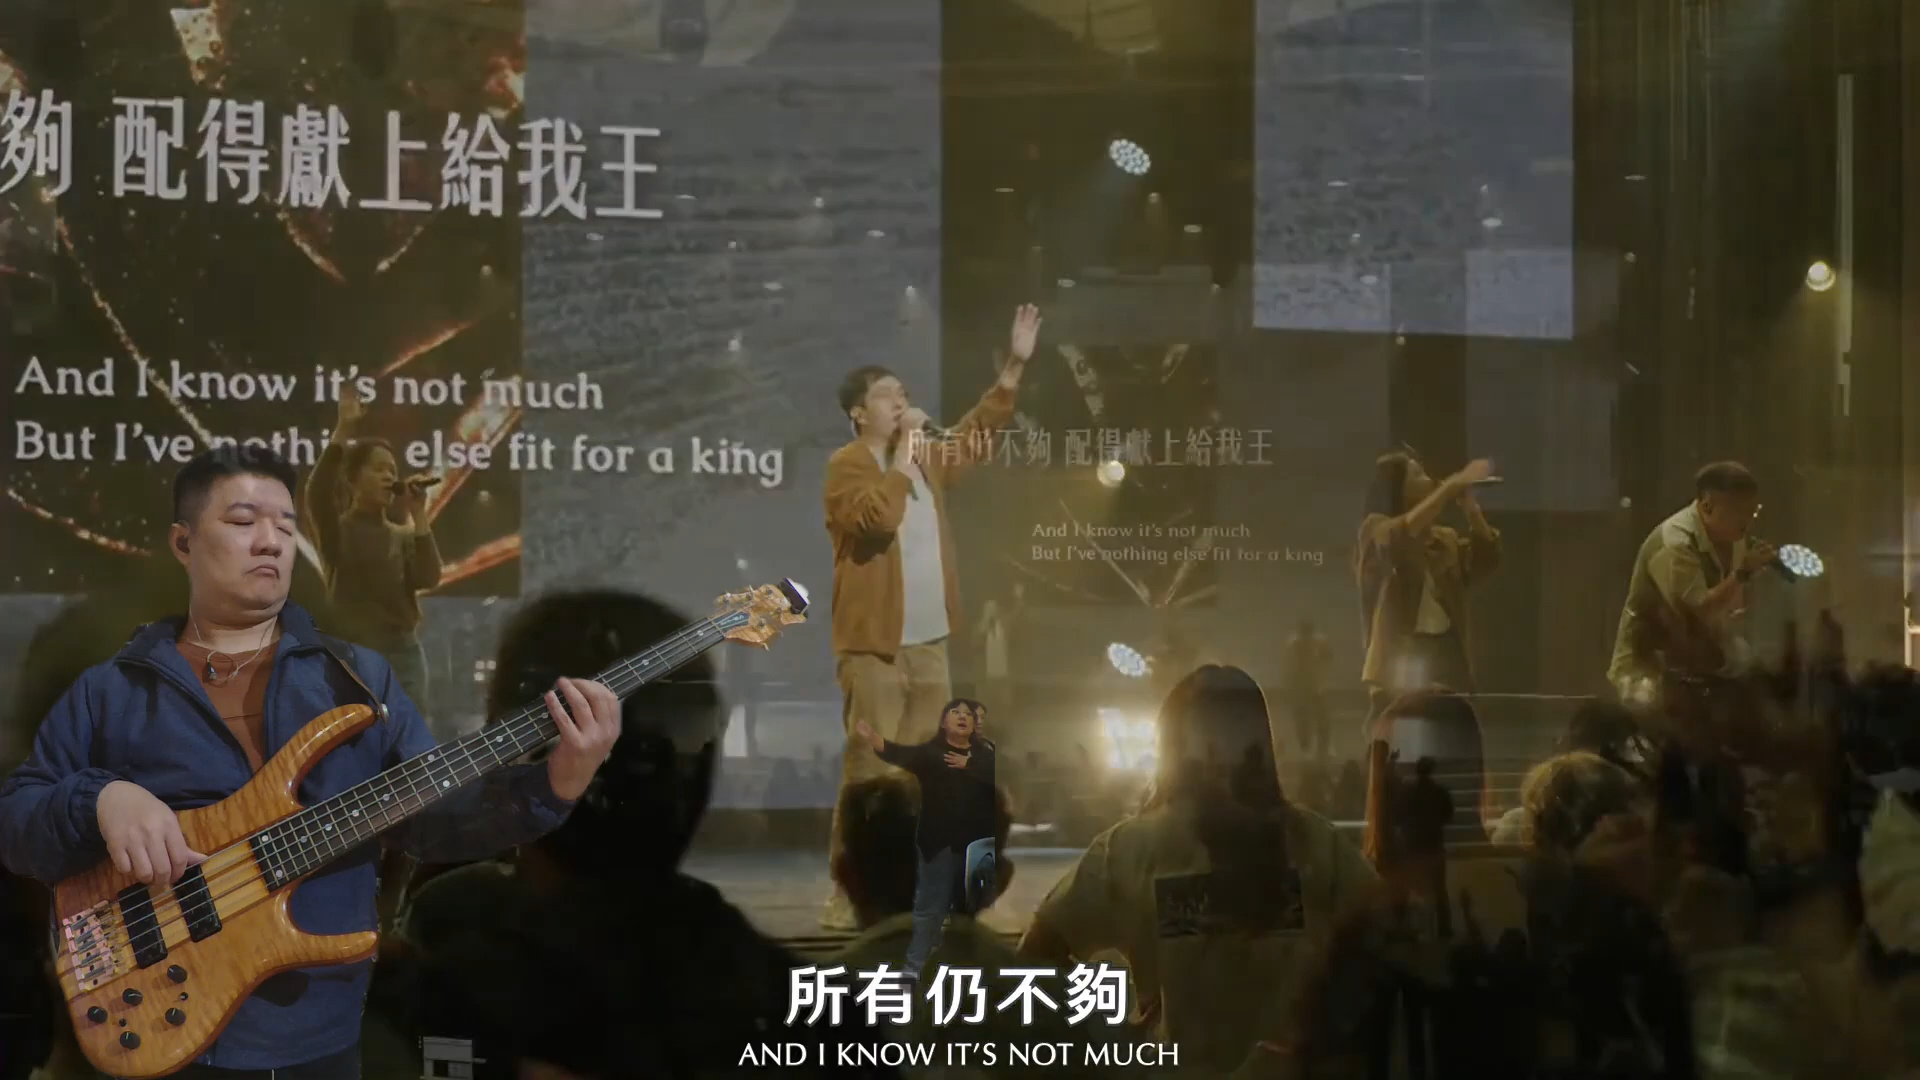 夠 配得獻上給我王
And I know it's not much
But I've nothing else fit for a king
所有仍不夠 配得獻上給我王
And I know it's not much
But I've nothing else fit for a king
所有仍不夠
AND I KNOW IT'S NOT MUCH